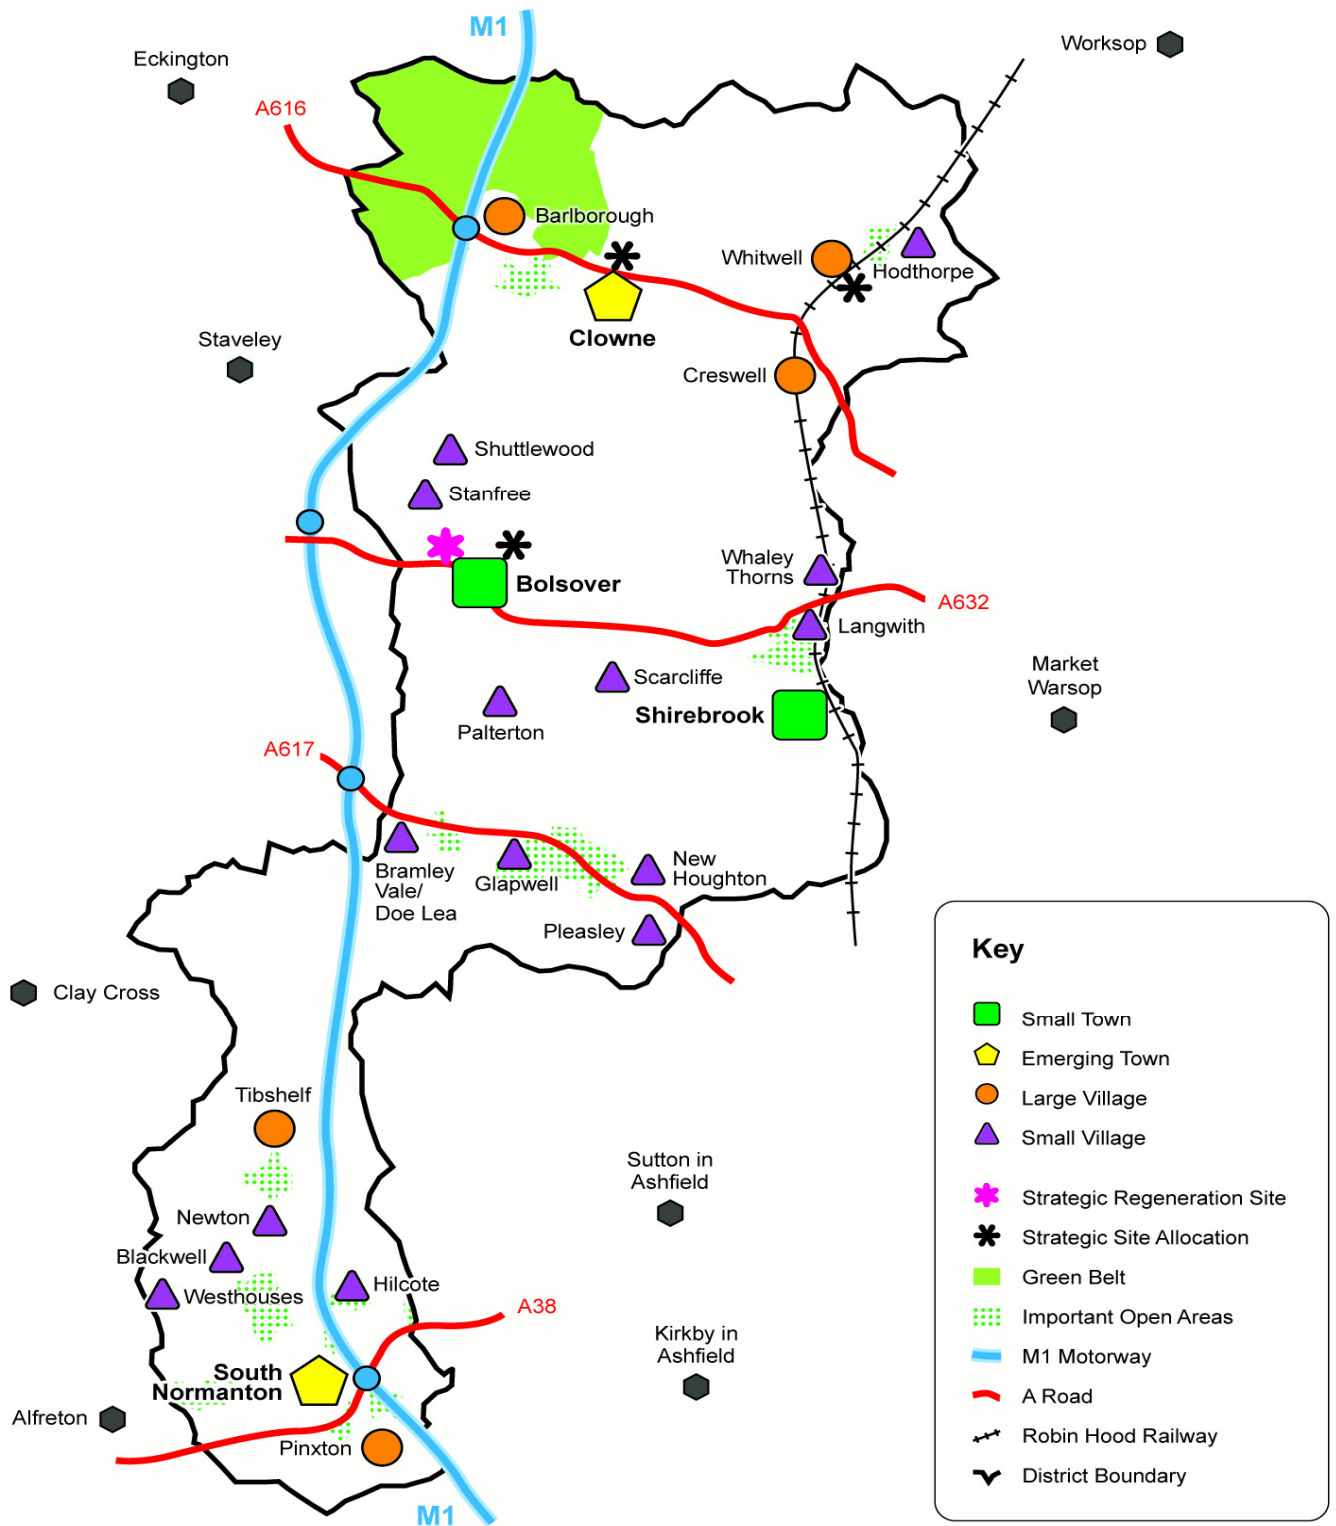 M1
Worksop
Eckington
A616
Barlborough
Whitwell
Hodthorpe
Clowne
Staveley
Creswell
Shuttlewood
Stanfree
Whaley
Thorns
Bolsover
A632
Langwith
Scarcliffe
Market
Warsop
Shirebrook
Palterton
A617
Bramley
Vale/
Doe Lea
Glapwell
New
Houghton
Pleasley
Clay Cross
Tibshelf
Sutton in
Ashfield
Newton
Blackwell
Westhouses
Hilcote
A38
Kirkby in
Ashfield
South
Normanton
Alfreton
Pinxton
M1
Key
Small Town
Emerging Town
Large Village
Small Village
Strategic Regeneration Site
Strategic Site Allocation
Green Belt
Important Open Areas
M1 Motorway
A Road
Robin Hood Railway
District Boundary